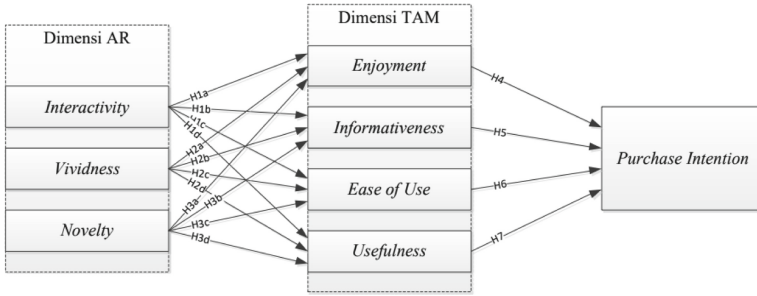 Dimensi AR
Interactivity
Vividness
Novelty
H1a
H1b
H1c
H1d
H2a
H2b
H2c
H2d
H3a
H3b
H3c
H3d
Dimensi TAM
Enjoyment
Informativeness
Ease of Use
Usefulness
H4
H5
H6
H7
Purchase Intention